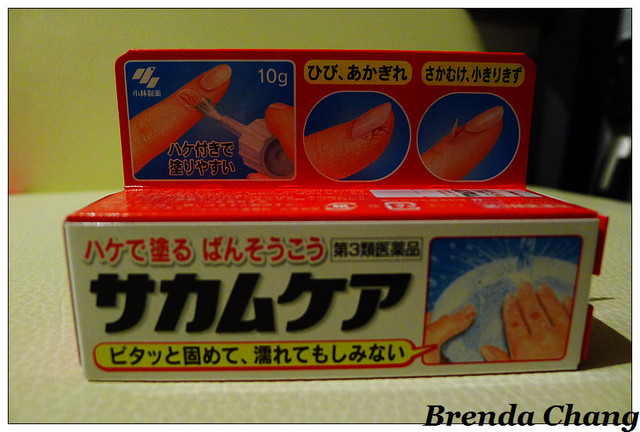 小林製薬
10g
ハケ付きで
塗りやすい
ひび、あかぎれ
さかむけ、小きりきず
ハケで塗る ばんそうこう
第3類医薬品
サカムケア
ピタッと固めて、濡れてもしみない
Brenda Chang